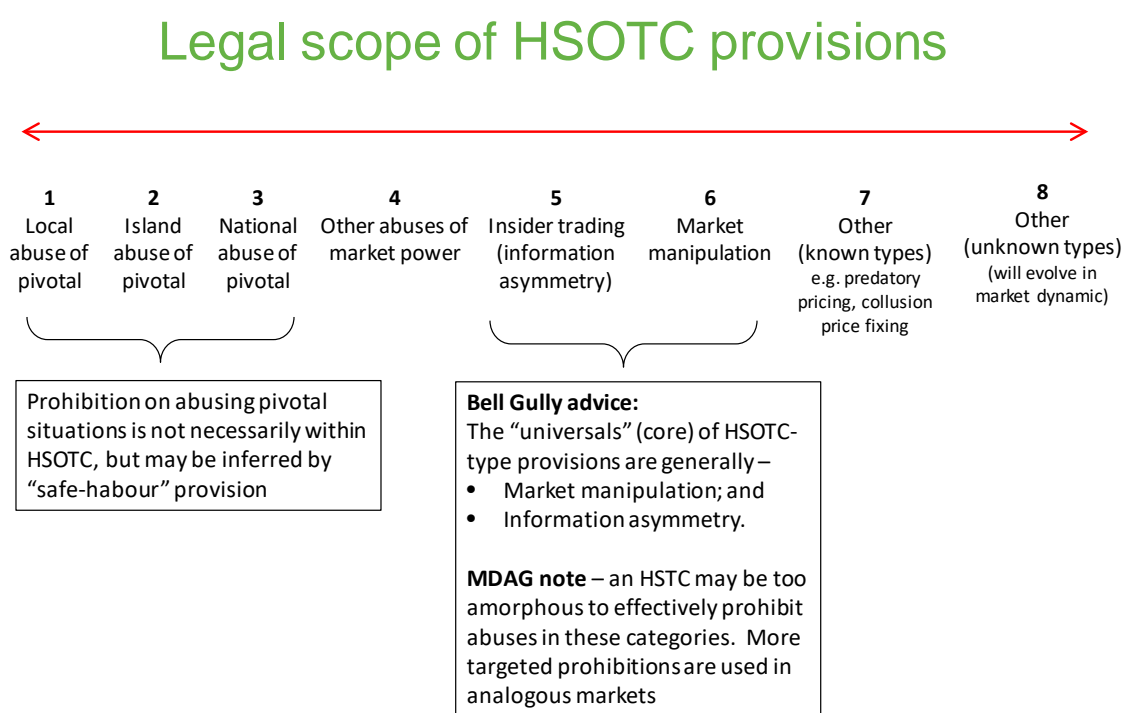 Legal scope of HSOTC provisions
1
Local
abuse of
pivotal
2
Island
abuse of
pivotal
3
National
abuse of
pivotal
4
Other abuses of
market power
5
Insider trading
(information
asymmetry)
6
Market
manipulation
7
Other
(known types)
e.g. predatory
pricing, collusion
price fixing
8
Other
(unknown types)
(will evolve in
market dynamic)
Prohibition on abusing pivotal
situations is not necessarily within
HSOTC, but may be inferred by
“safe-habour” provision
Bell Gully advice:
The “universals” (core) of HSOTC-
type provisions are generally –
• Market manipulation; and
• Information asymmetry.
MDAG note – an HSTC may be too
amorphous to effectively prohibit
abuses in these categories. More
targeted prohibitions are used in
analogous markets